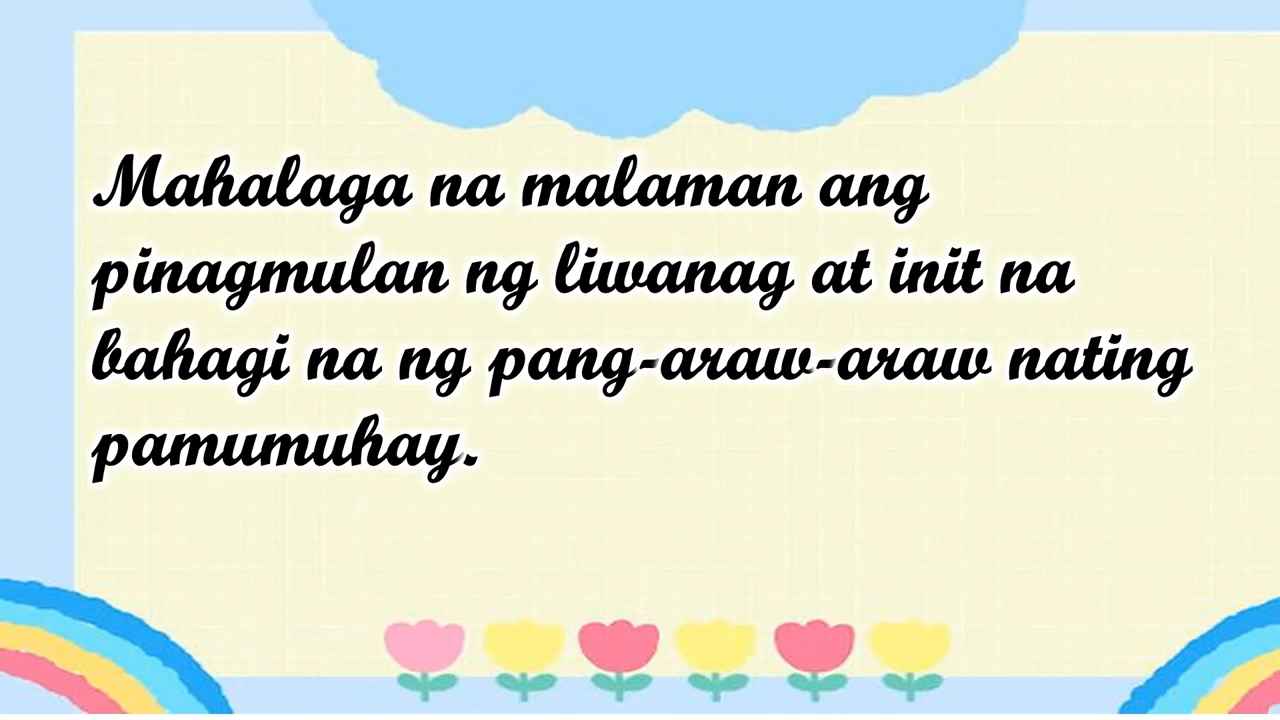 Mahalaga na malaman ang
pinagmulan ng liwanag at init na
bahagi na ng pang-araw-araw nating
pamumuhay.